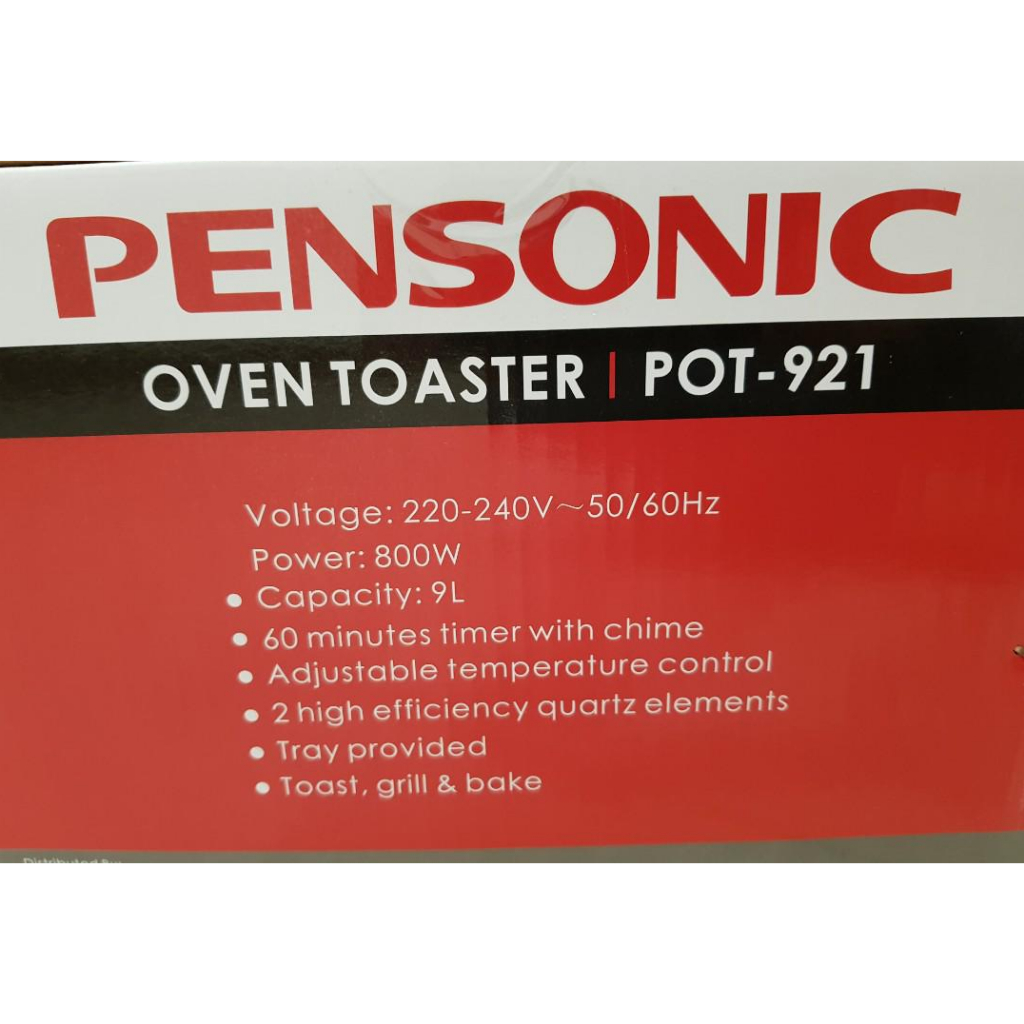 PENSONIC
OVEN TOASTER | POT-921
Voltage: 220-240V～50/60Hz
Power: 800W
● Capacity: 9L
● 60 minutes timer with chime
● Adjustable temperature control
● 2 high efficiency quartz elements
● Tray provided
● Toast, grill & bake